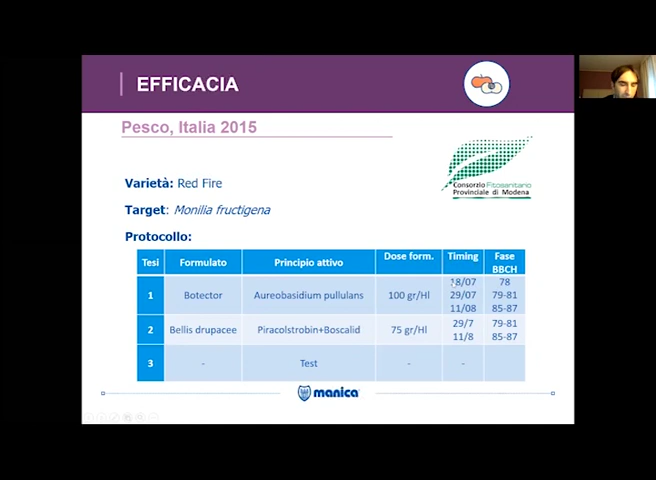 EFFICACIA
Pesco, Italia 2015
Consorzio Fitosanitario
Provinciale di Modena
Varietà: Red Fire
Target: Monilia fructigena
Protocollo:
Tesi Formulato Principio attivo Dose form. Timing Fase BBCH
1 Botector Aureobasidium pullulans 100 gr/Hl 18/07 78
29/07 79-81
11/08 85-87
2 Bellis drupacee Piracolstrobin+Boscalid 75 gr/Hl 29/7 79-81
11/8 85-87
3 - Test - -
manica